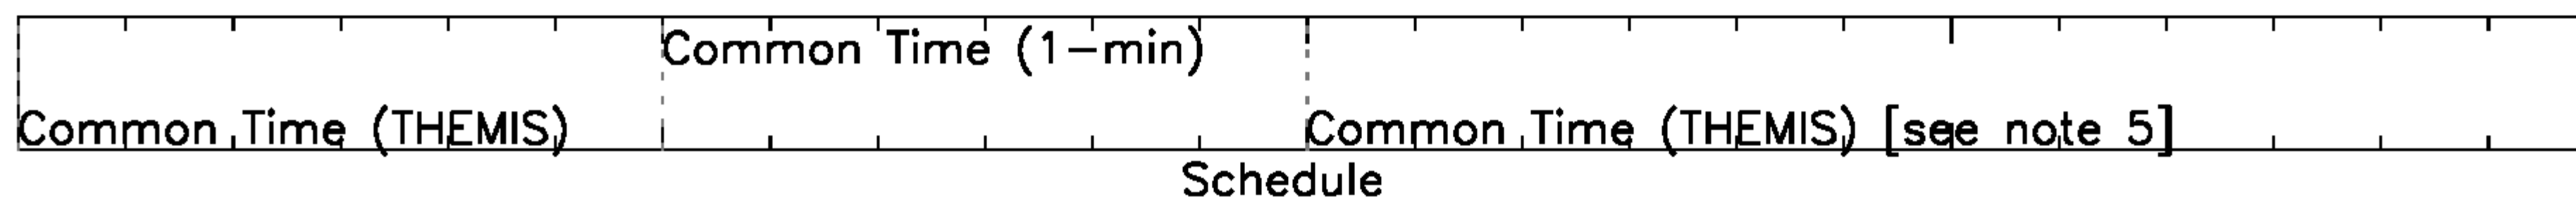 Common Time (1-min)
Common Time (THEMIS)
Common Time (THEMIS) [see note 5]
Schedule